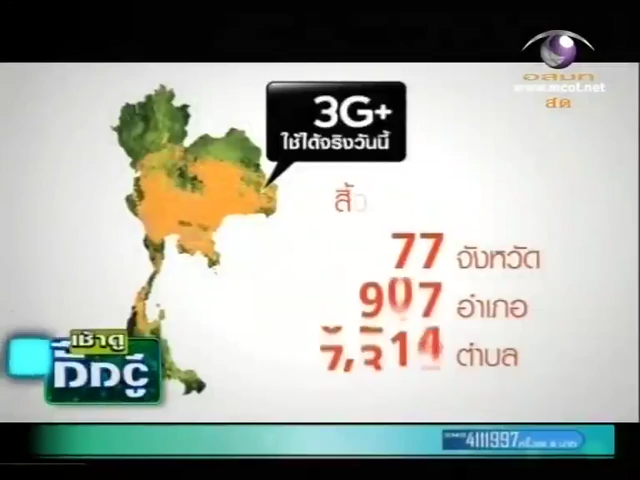 อสมท
www.mcot.net
สด
3G+
ใช้ได้จริงวันนี้
77 จังหวัด
907 อำเภอ
ตำบล
เช้าดู
4111997